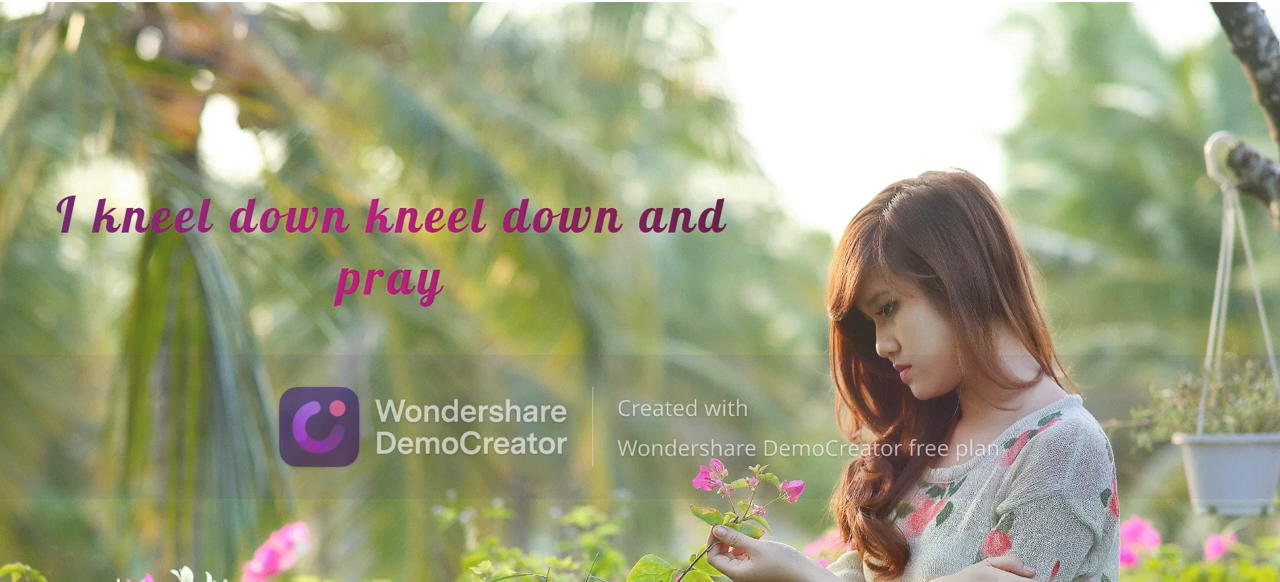 I kneel down kneel down and
pray
Wondershare
DemoCreator
Created with
Wondershare DemoCreator free plan